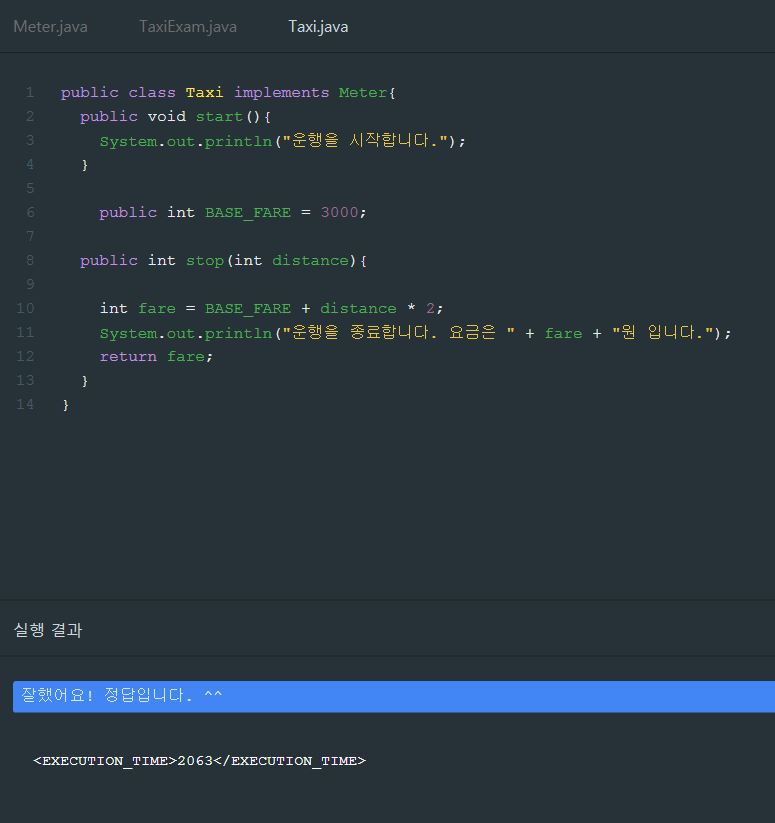 Meter.java TaxiExam.java Taxi.java
1 public class Taxi implements Meter{
2 public void start(){
3 System.out.println("운행을 시작합니다.");
4 }
5
6 public int BASE_FARE = 3000;
7
8 public int stop(int distance){
9
10 int fare = BASE_FARE + distance * 2;
11 System.out.println("운행을 종료합니다. 요금은 " + fare + "원 입니다.");
12 return fare;
13 }
14 }
실행 결과
잘했어요! 정답입니다. ^^
<EXECUTION_TIME>2063</EXECUTION_TIME>